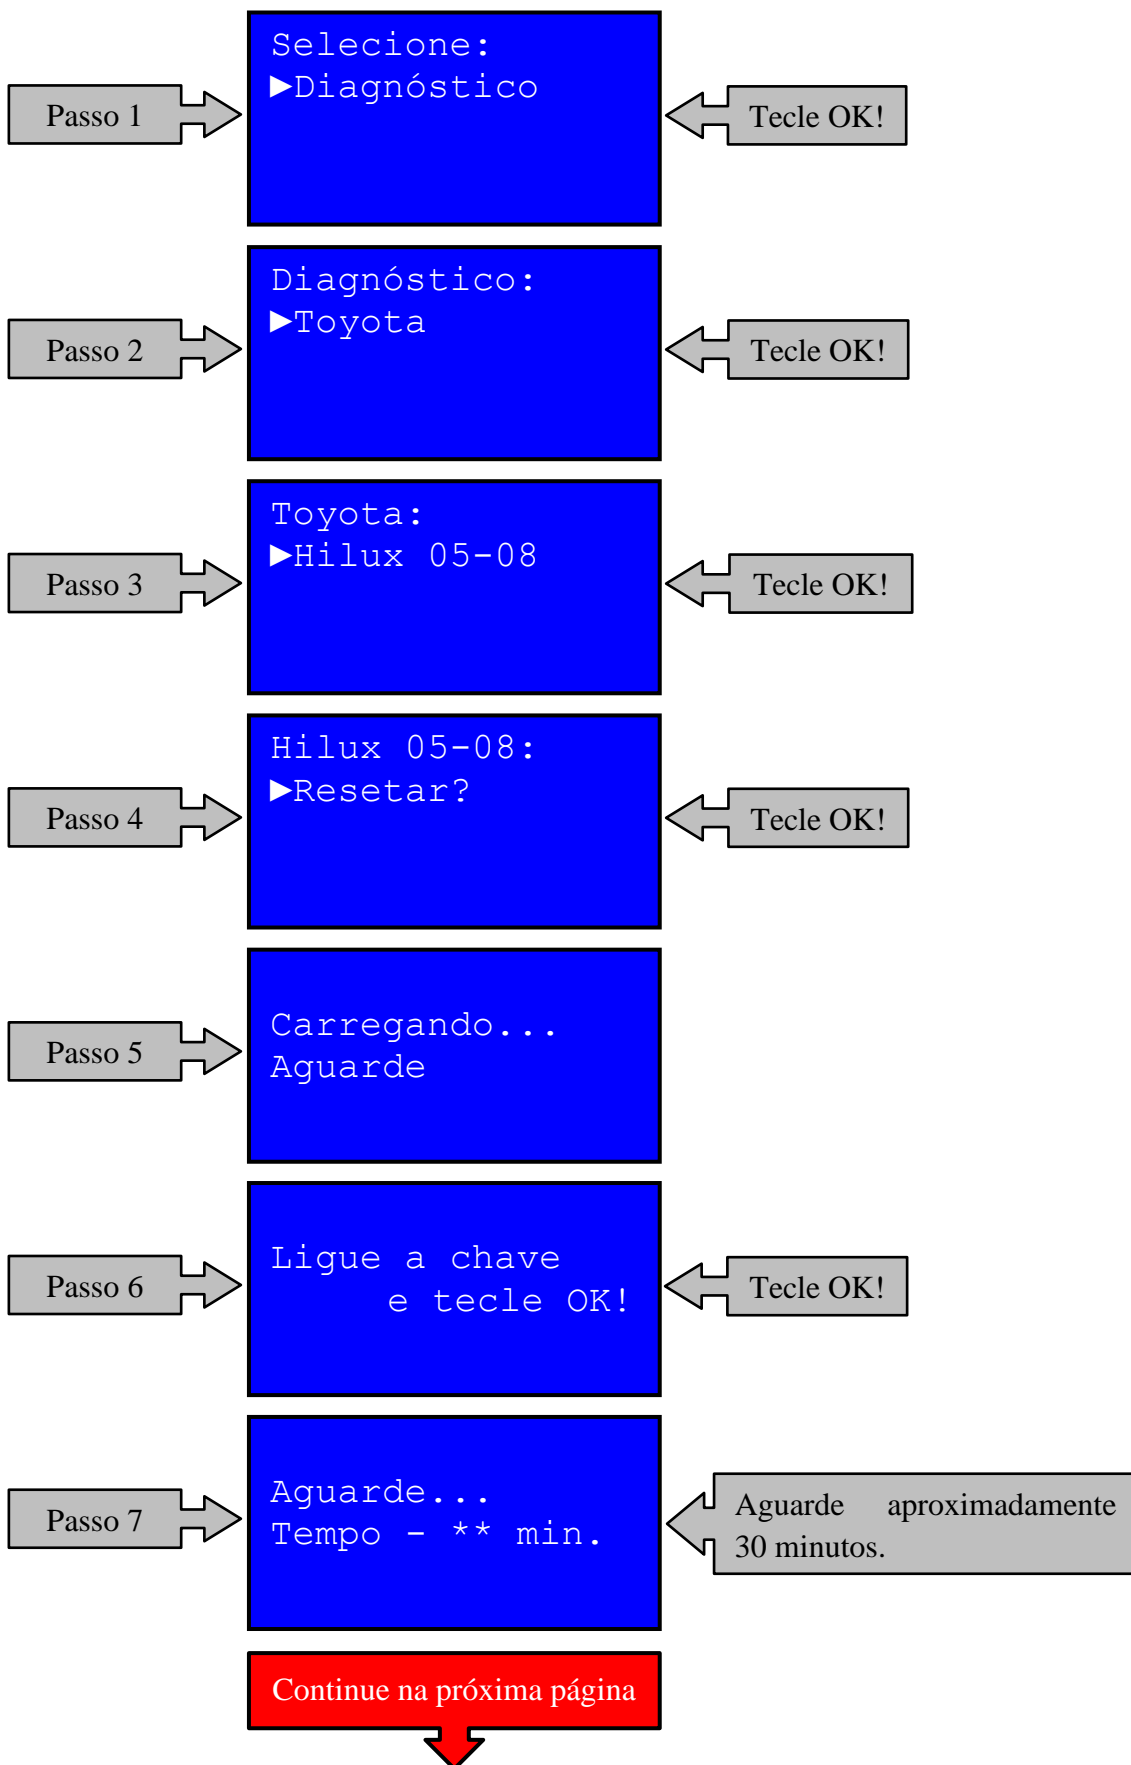 Selecione:
►Diagnóstico
Passo 1
Tecle OK!
Diagnóstico:
►Toyota
Passo 2
Tecle OK!
Toyota:
►Hilux 05-08
Passo 3
Tecle OK!
Hilux 05-08:
►Resetar?
Passo 4
Tecle OK!
Carregando...
Aguarde
Passo 5
Ligue a chave
e tecle OK!
Passo 6
Tecle OK!
Aguarde...
Tempo - ** min.
Passo 7
Aguarde aproximadamente
30 minutos.
Continue na próxima página